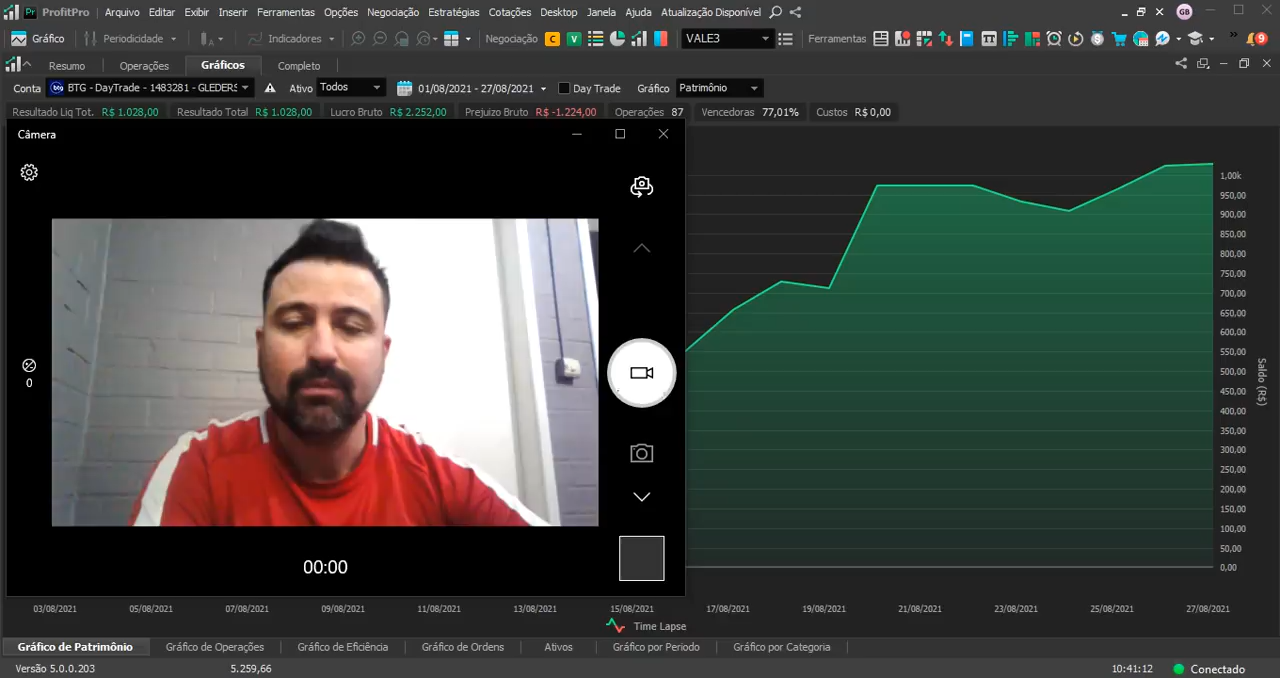 ProfitPro Arquivo Editar Exibir Inserir Ferramentas Opções Negociação Estratégias Cotações Desktop Janela Ajuda Atualização Disponível GB
Gráfico Periodicidade Indicadores Negociação C V VALE3 Ferramentas TT 9
Resumo Operações Gráficos Completo
Conta BTG - DayTrade - 1483281 - GLEDERS Ativo Todos 01/08/2021 - 27/08/2021 Day Trade Gráfico Patrimônio
Resultado Liq Tot. R$ 1.028,00 Resultado Total R$ 1.028,00 Lucro Bruto R$ 2.252,00 Prejuizo Bruto R$ -1.224,00 Operações 87 Vencedoras 77,01% Custos R$ 0,00
Câmera
0
00:00
1,00k
950,00
900,00
850,00
800,00
750,00
700,00
650,00
600,00
550,00
500,00
450,00
400,00
350,00
300,00
250,00
200,00
150,00
100,00
50,00
0,00
Saldo (R$)
03/08/2021 05/08/2021 07/08/2021 09/08/2021 11/08/2021 13/08/2021 15/08/2021 17/08/2021 19/08/2021 21/08/2021 23/08/2021 25/08/2021 27/08/2021
Time Lapse
Gráfico de Patrimônio Gráfico de Operações Gráfico de Eficiência Gráfico de Ordens Ativos Gráfico por Periodo Gráfico por Categoria
Versão 5.0.0.203 5.259,66 10:41:12 Conectado